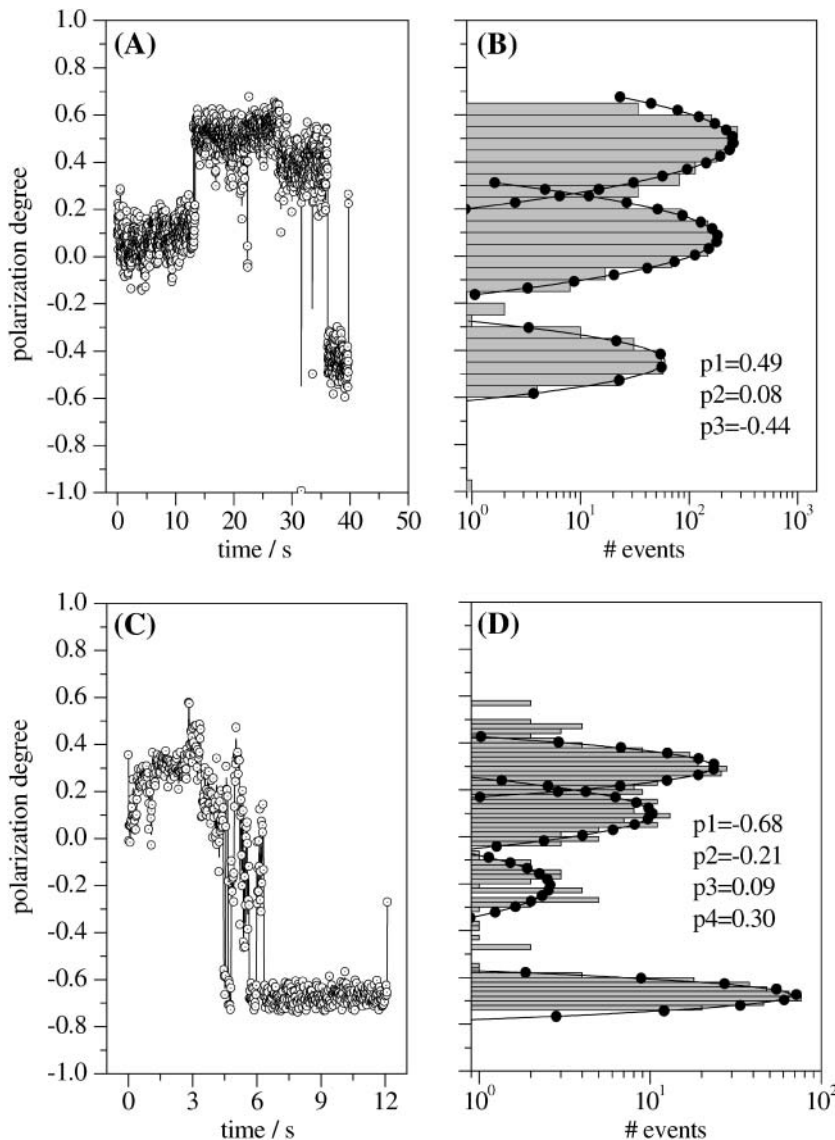 (A)
(B)
1.0
0.8
0.6
0.4
0.2
0.0
-0.2
-0.4
-0.6
-0.8
-1.0
polarization degree
0 10 20 30 40 50
time / s
p1=0.49
p2=0.08
p3=-0.44
10^0 10^1 10^2 10^3
# events
(C)
(D)
1.0
0.8
0.6
0.4
0.2
0.0
-0.2
-0.4
-0.6
-0.8
-1.0
polarization degree
0 3 6 9 12
time / s
p1=-0.68
p2=-0.21
p3=0.09
p4=0.30
10^0 10^1 10^2
# events